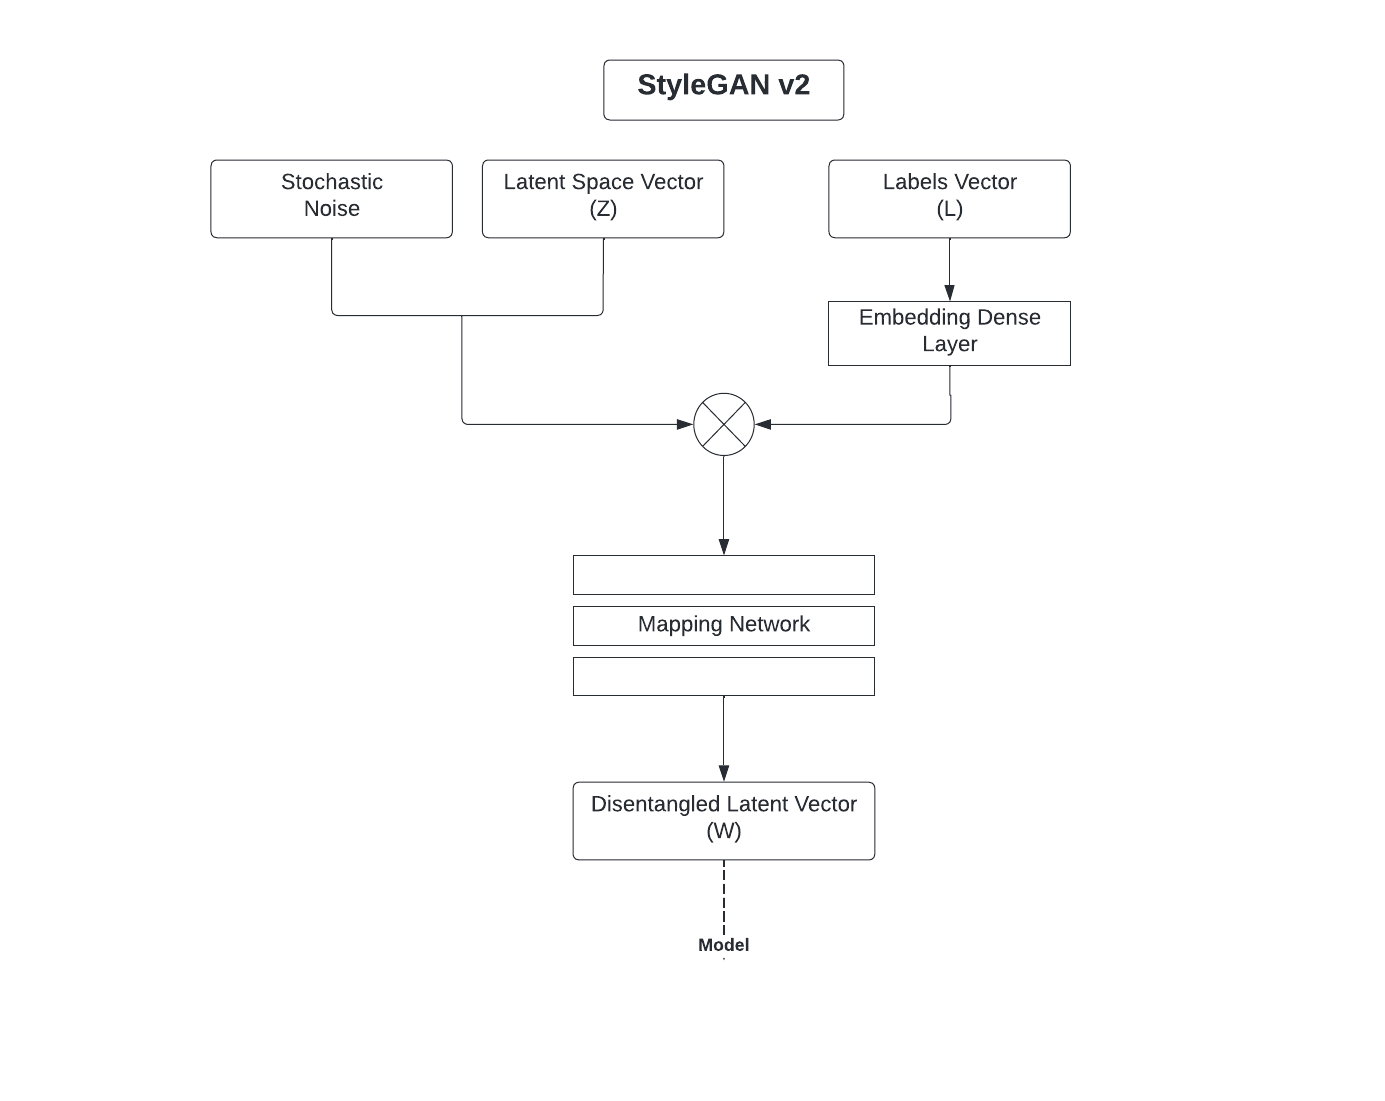 StyleGAN v2
Stochastic
Noise
Latent Space Vector
(Z)
Labels Vector
(L)
Embedding Dense
Layer
Mapping Network
Disentangled Latent Vector
(W)
Model